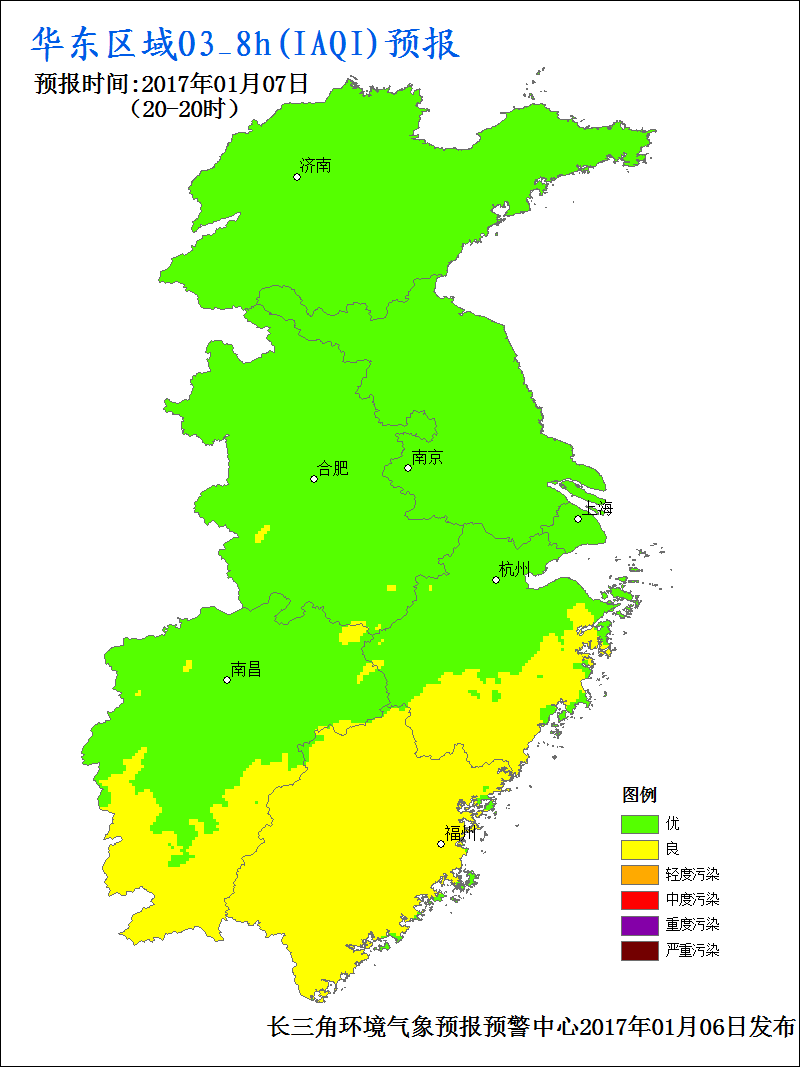 华东区域O3_8h(IAQI)预报
预报时间:2017年01月07日
（20-20时）
济南
南京
合肥
上海
杭州
南昌
福州
图例
优
良
轻度污染
中度污染
重度污染
严重污染
长三角环境气象预报预警中心2017年01月06日发布